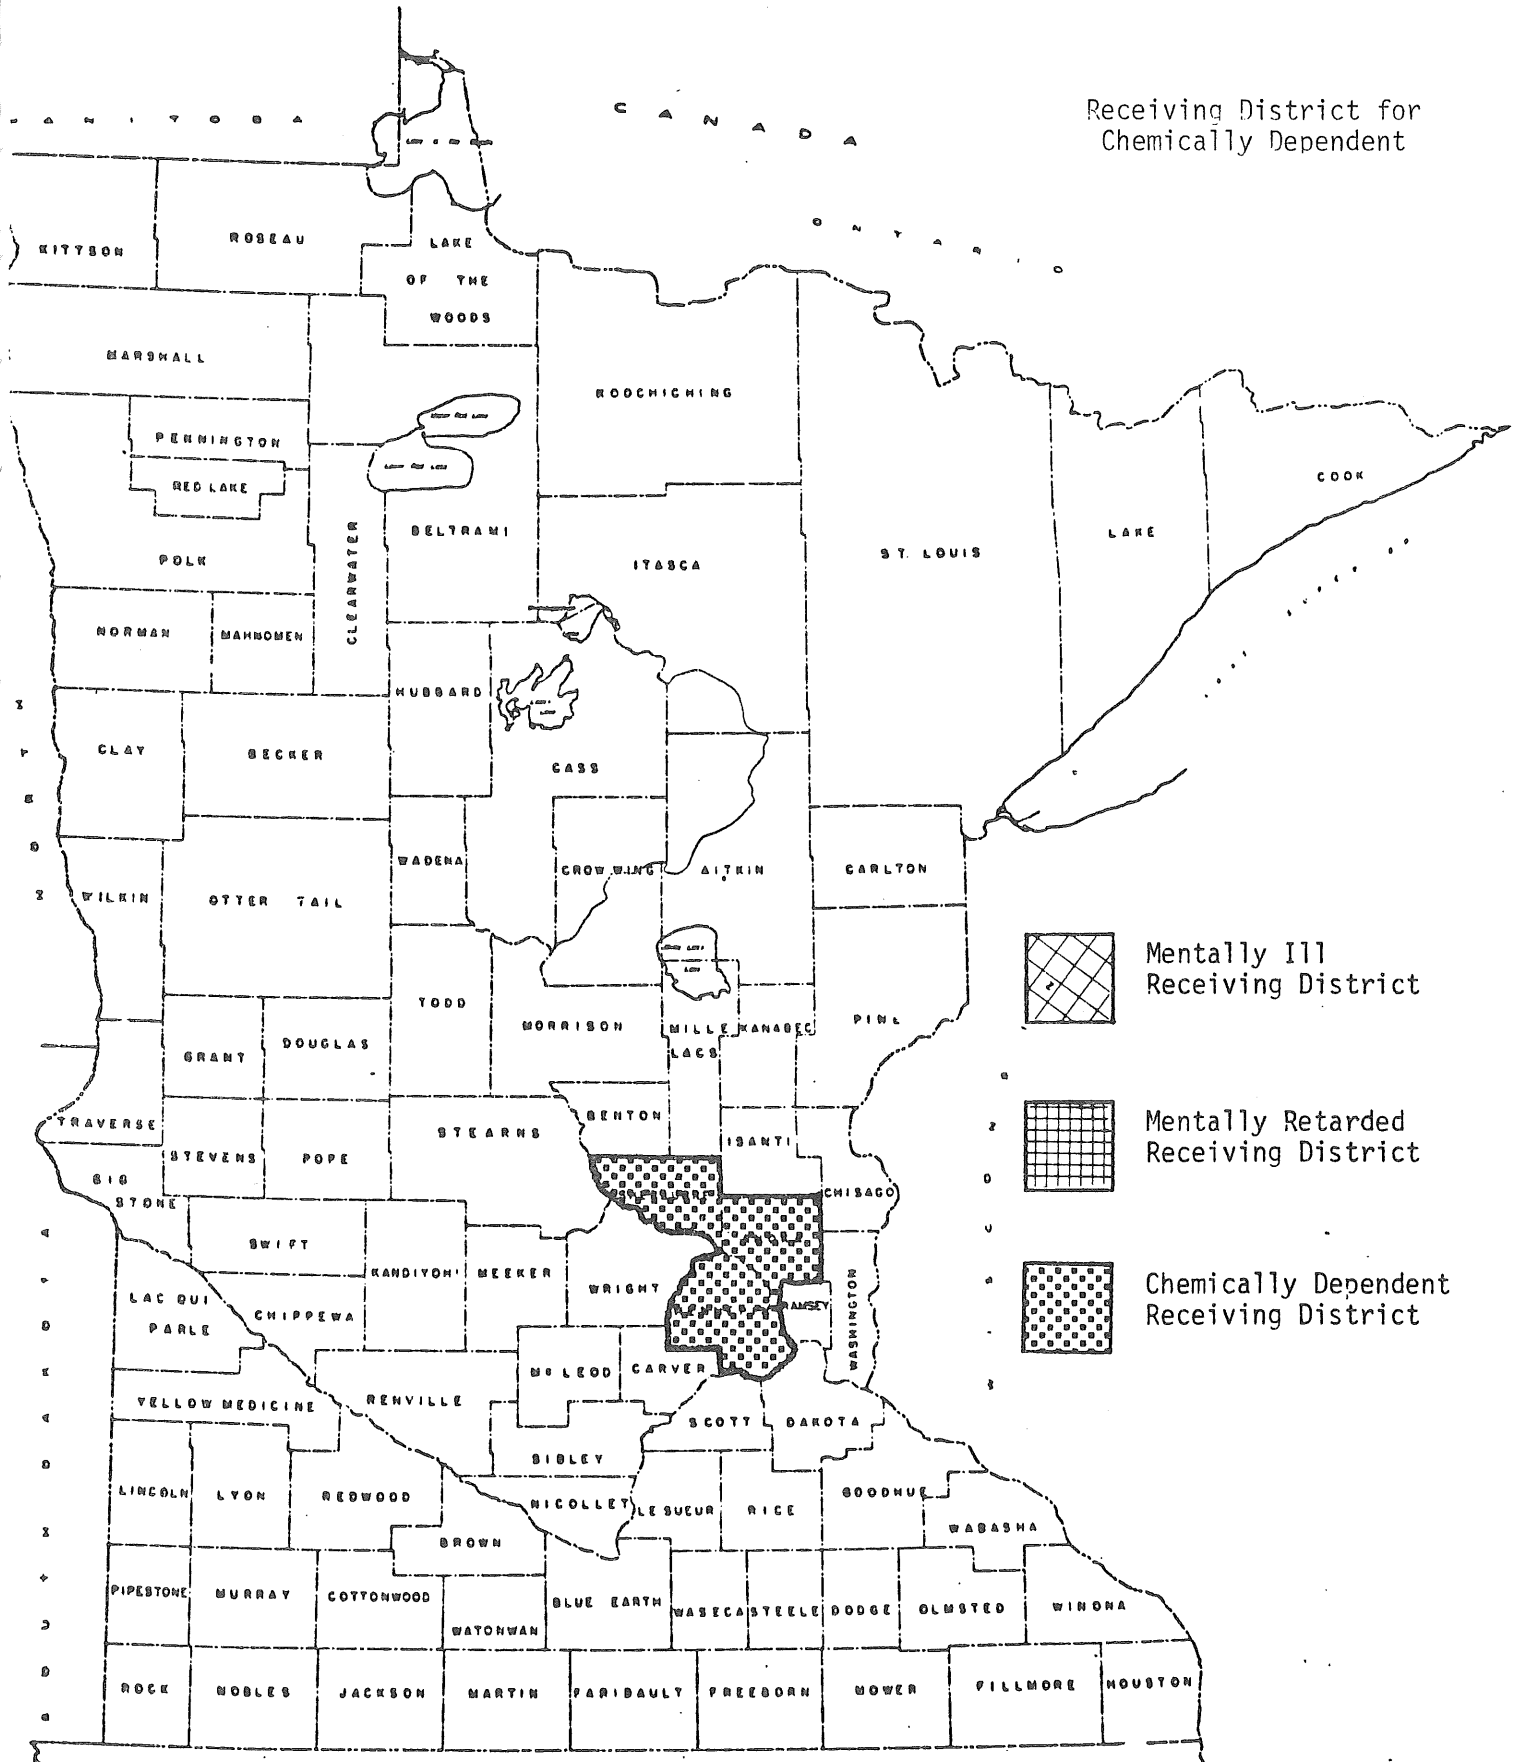 CANADA
Receiving District for
Chemically Dependent
ONTARIO
KITTSON
ROSEAU
LAKE
OF THE
WOODS
MARSHALL
KOOCHICHING
PENNINGTON
RED LAKE
COOK
CLEARWATER
BELTRAMI
LAKE
ST. LOUIS
POLK
ITASCA
NORMAN
MAHNOMEN
HUBBARD
CLAY
BECKER
CASS
WADENA
CROW WING
AITKIN
CARLTON
WILKIN
OTTER TAIL
Mentally Ill
Receiving District
TODD
MORRISON
MILLE
LACS
KANABEC
PINE
GRANT
DOUGLAS
TRAVERSE
BENTON
STEARNS
ISANTI
Mentally Retarded
Receiving District
STEVENS
POPE
BIG
STONE
CHISAGO
SWIFT
KANDIYOHI
MEEKER
WRIGHT
Chemically Dependent
Receiving District
LAC QUI
PARLE
CHIPPEWA
RAMSEY
WASHINGTON
MC LEOD
CARVER
YELLOW MEDICINE
RENVILLE
SCOTT
DAKOTA
SIBLEY
LINCOLN
LYON
REDWOOD
NICOLLET
LE SUEUR
RICE
GOODHUE
WABASHA
BROWN
PIPESTONE
MURRAY
COTTONWOOD
WATONWAN
BLUE EARTH
WASECA
STEELE
DODGE
OLMSTED
WINONA
ROCK
NOBLES
JACKSON
MARTIN
FARIBAULT
FREEBORN
MOWER
FILLMORE
HOUSTON